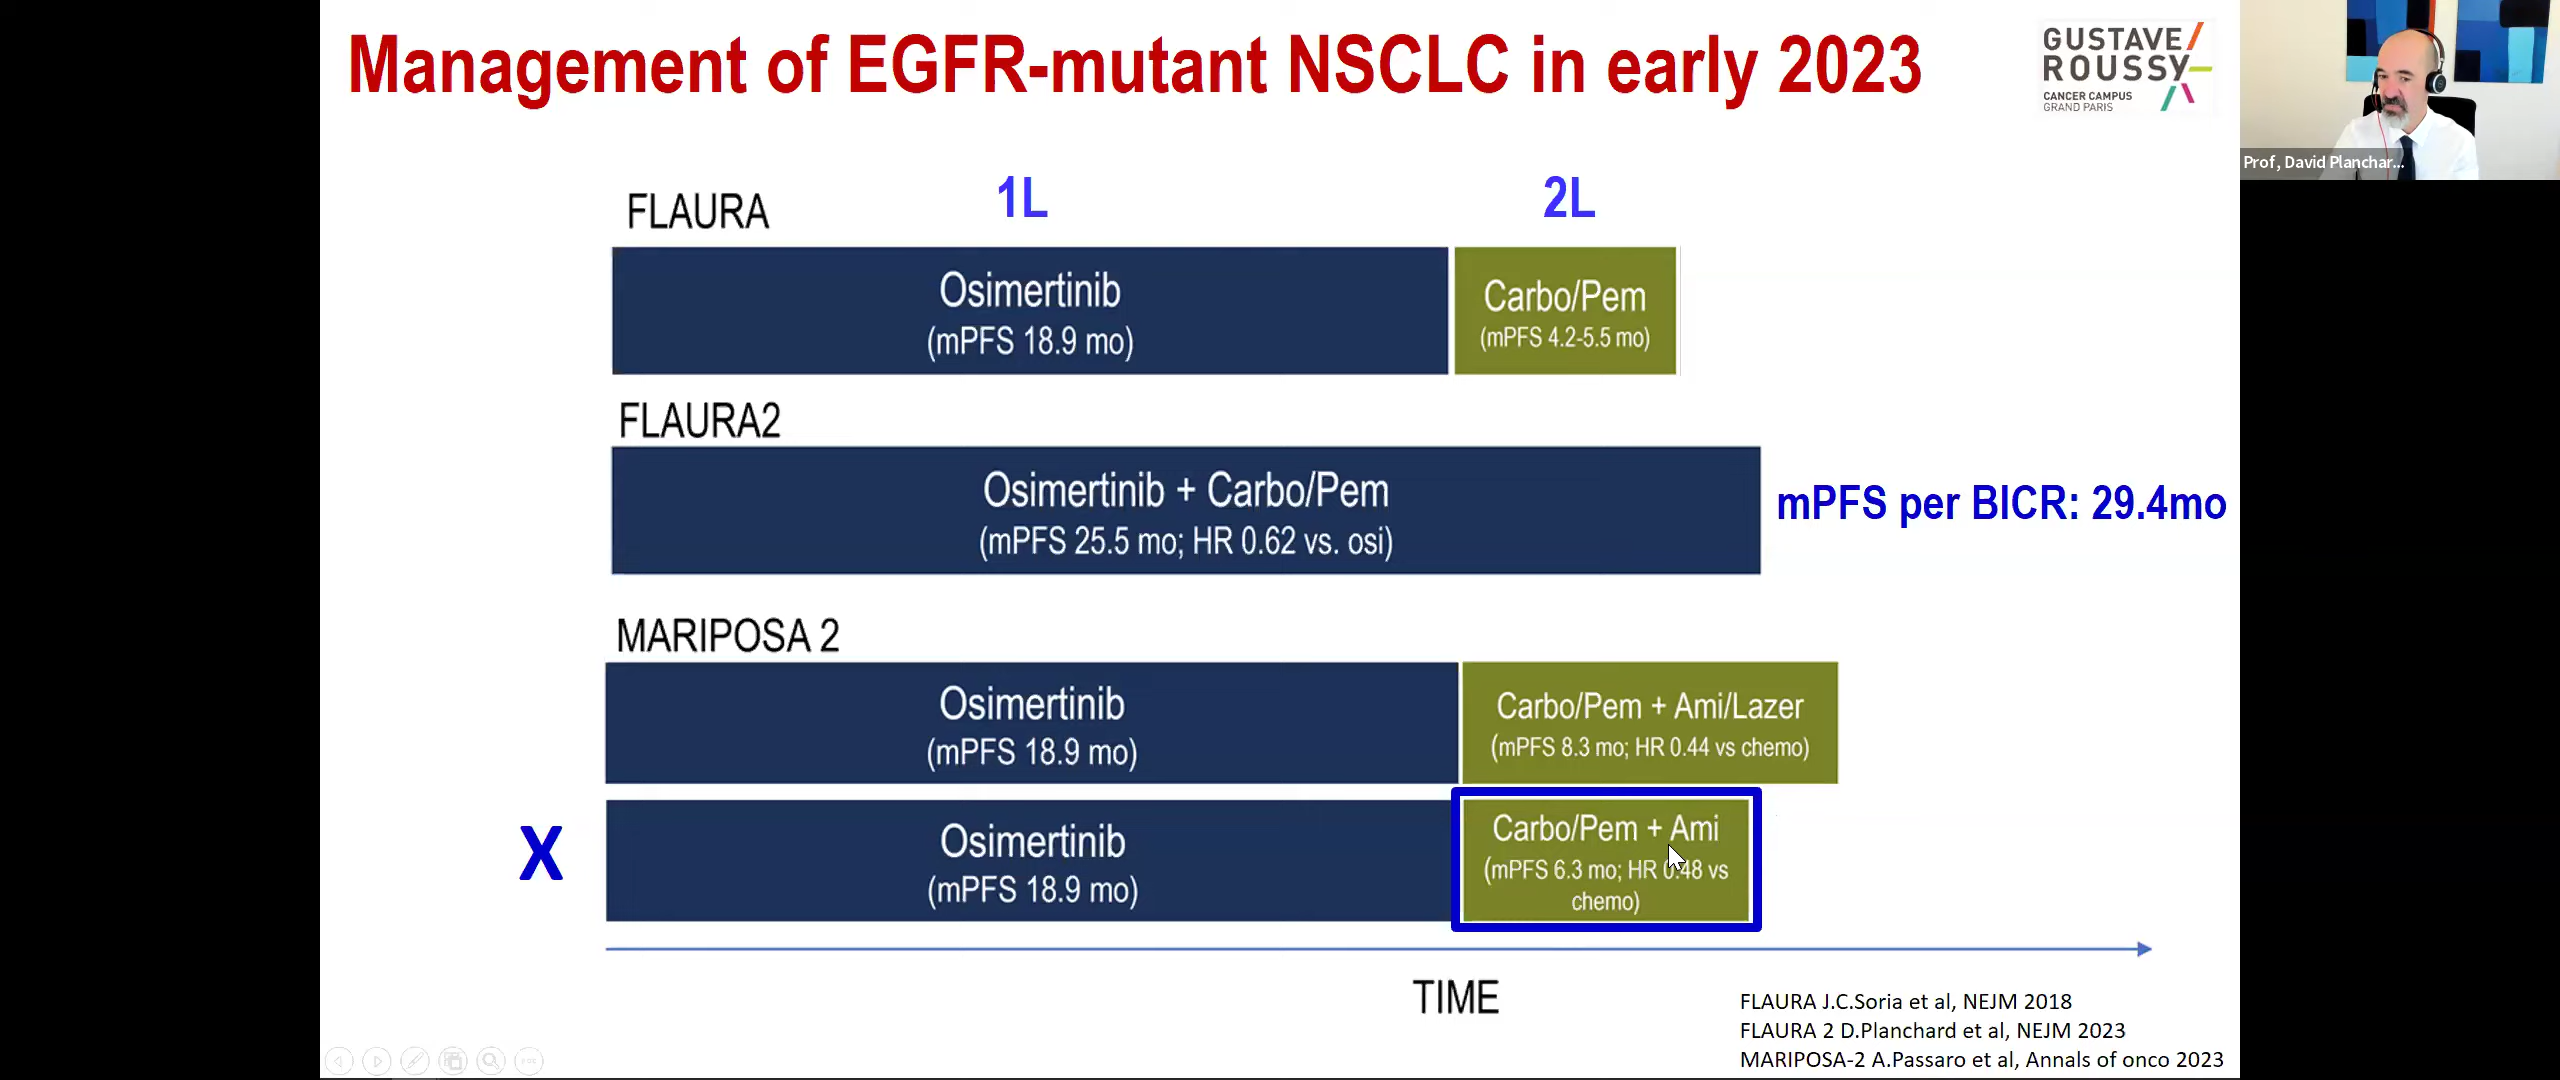 Management of EGFR-mutant NSCLC in early 2023
GUSTAVE/
ROUSSY
CANCER CAMPUS
GRAND PARIS
Prof, David Planchar...
1L
2L
FLAURA
Osimertinib
(mPFS 18.9 mo)
Carbo/Pem
(mPFS 4.2-5.5 mo)
FLAURA2
Osimertinib + Carbo/Pem
(mPFS 25.5 mo; HR 0.62 vs. osi)
mPFS per BICR: 29.4mo
MARIPOSA 2
Osimertinib
(mPFS 18.9 mo)
Carbo/Pem + Ami/Lazer
(mPFS 8.3 mo; HR 0.44 vs chemo)
X
Osimertinib
(mPFS 18.9 mo)
Carbo/Pem + Ami
(mPFS 6.3 mo; HR 0.48 vs
chemo)
TIME
FLAURA J.C.Soria et al, NEJM 2018
FLAURA 2 D.Planchard et al, NEJM 2023
MARIPOSA-2 A.Passaro et al, Annals of onco 2023